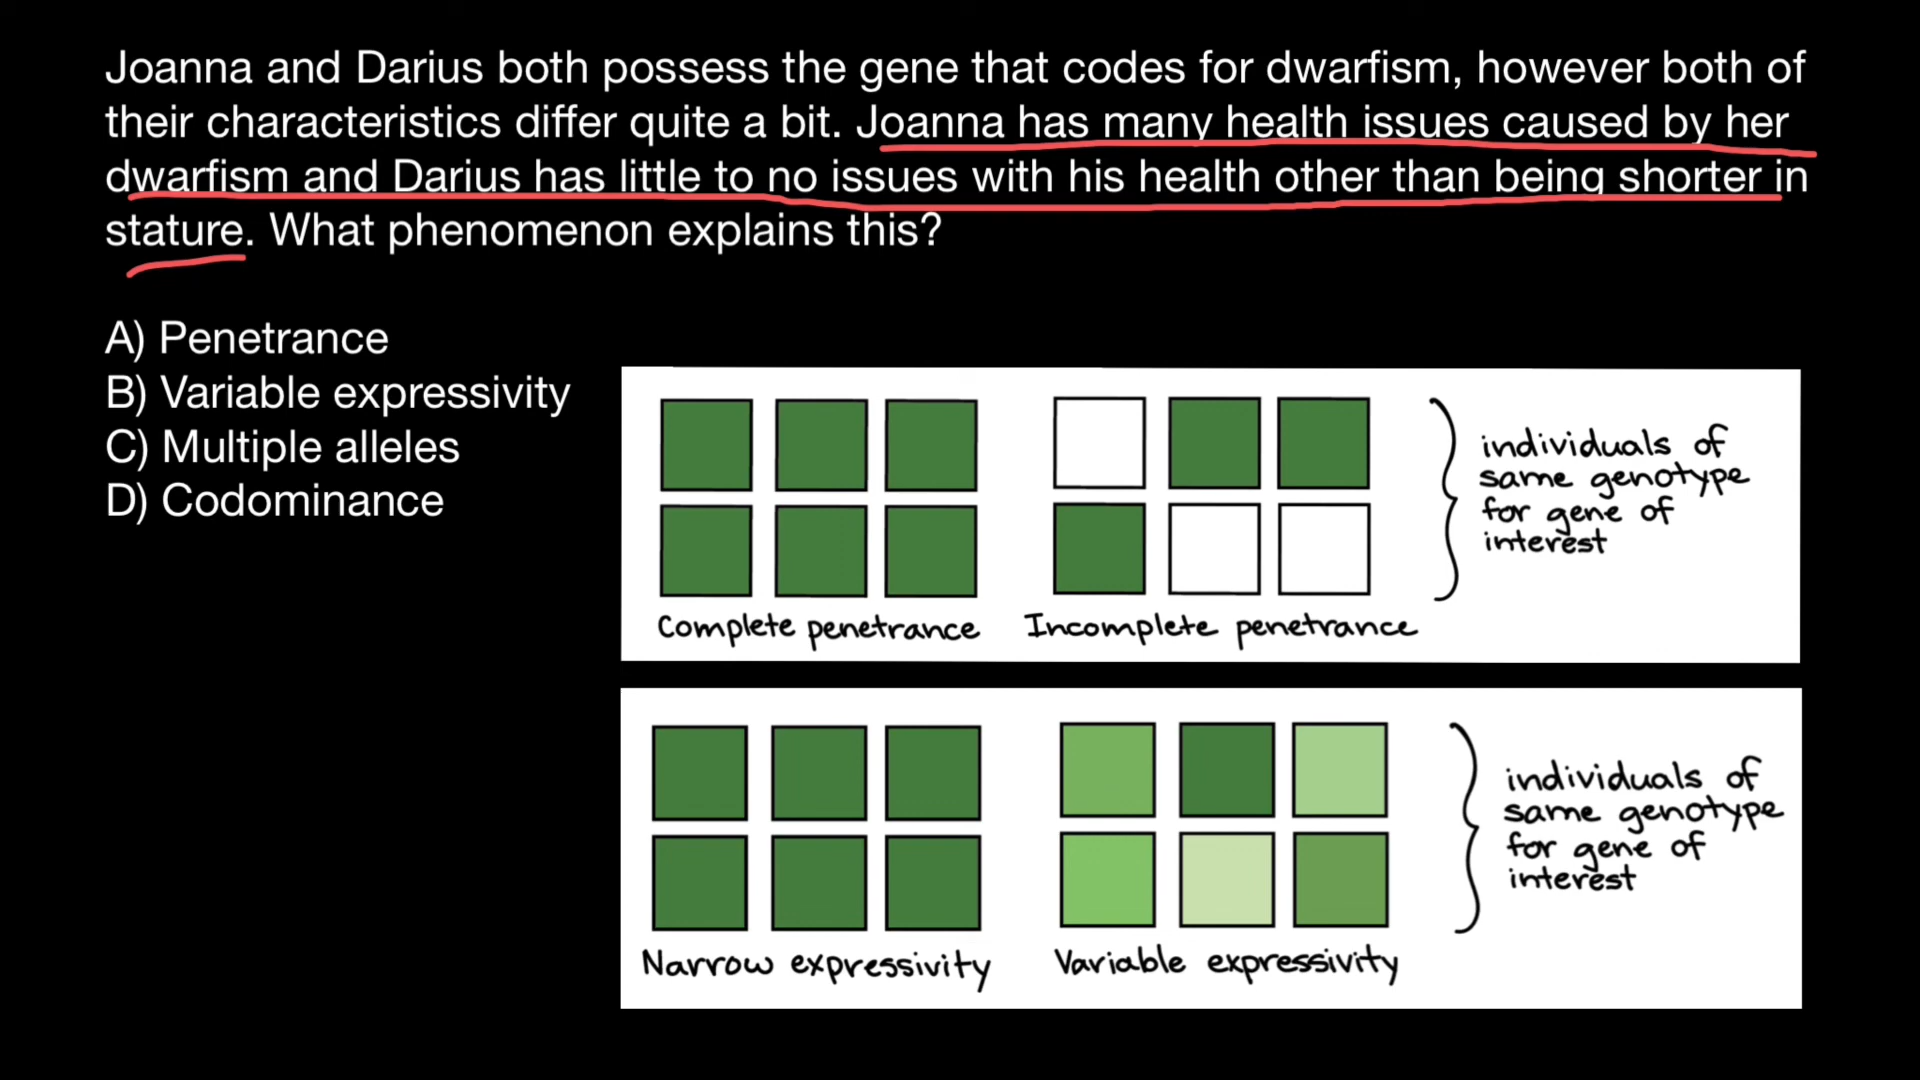 Joanna and Darius both possess the gene that codes for dwarfism, however both of
their characteristics differ quite a bit. Joanna has many health issues caused by her
dwarfism and Darius has little to no issues with his health other than being shorter in
stature. What phenomenon explains this?
A) Penetrance
B) Variable expressivity
C) Multiple alleles
D) Codominance
individuals of
same genotype
for gene of
interest
Complete penetrance
Incomplete penetrance
individuals of
same genotype
for gene of
interest
Narrow expressivity
Variable expressivity